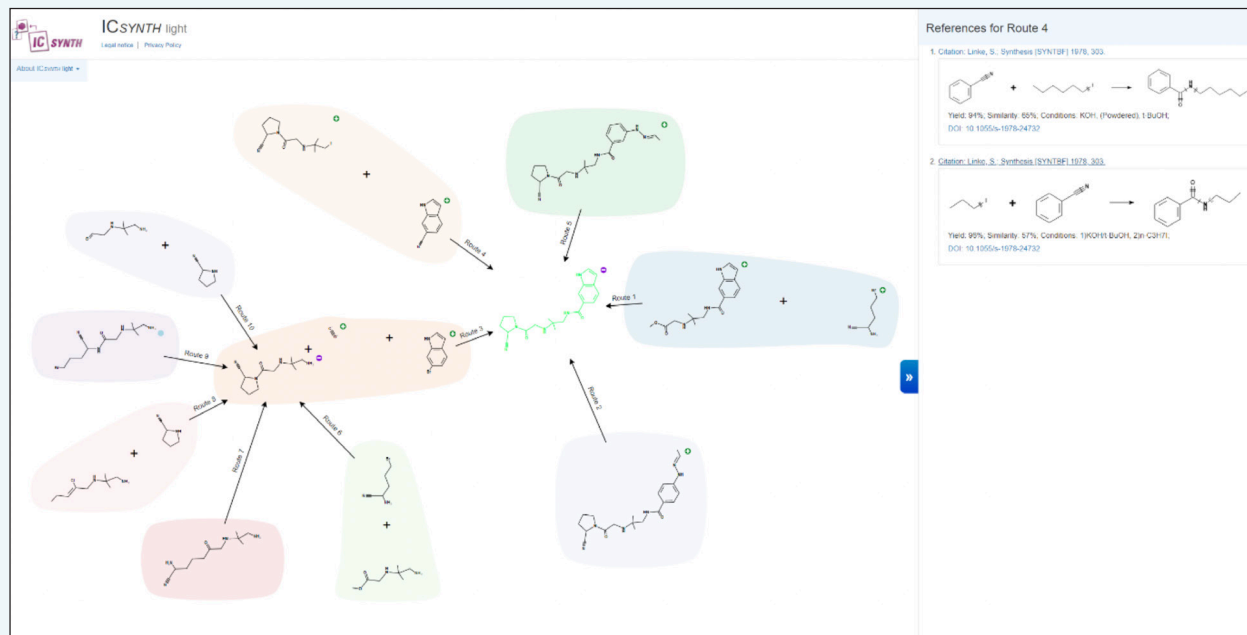 IC SYNTH
ICSYNTH light
Legal notice | Privacy Policy
About ICSYNTH light
Route 4
Route 5
Route 1
Route 10
Route 3
Route 9
Route 8
Route 2
Route 6
Route 7
»
References for Route 4
1. Citation: Linke, S.; Synthesis [SYNTBF] 1978, 303.
Yield: 94%; Similarity: 65%; Conditions: KOH, (Powdered), t-BuOH;
DOI: 10.1055/s-1978-24732
2. Citation: Linke, S.; Synthesis [SYNTBF] 1978, 303.
Yield: 98%; Similarity: 57%; Conditions: 1)KOH/t-BuOH, 2)n-C3H7I;
DOI: 10.1055/s-1978-24732